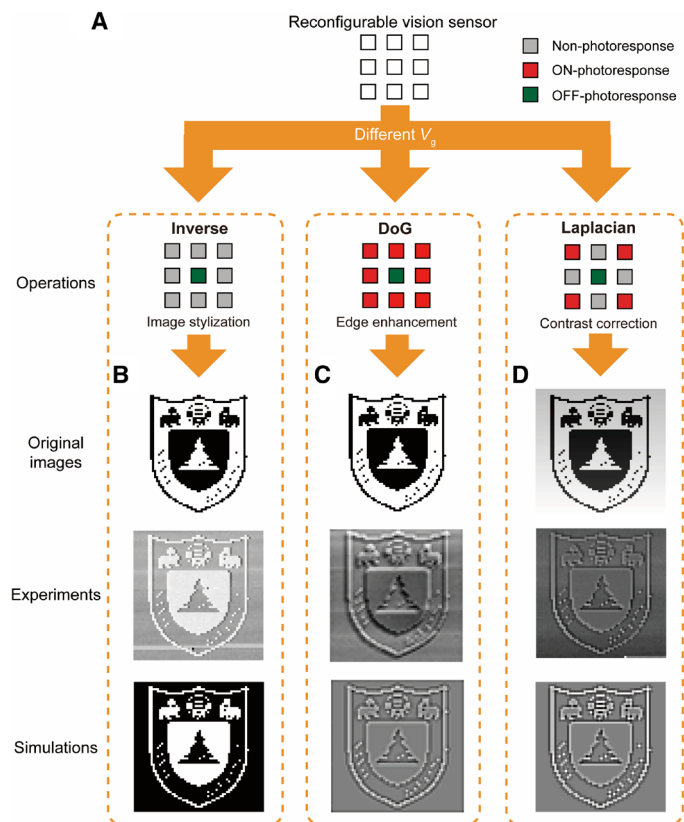 A
Reconfigurable vision sensor
Non-photoresponse
ON-photoresponse
OFF-photoresponse
Different Vg
Inverse
DoG
Laplacian
Operations
Image stylization
Edge enhancement
Contrast correction
B
C
D
Original
images
Experiments
Simulations